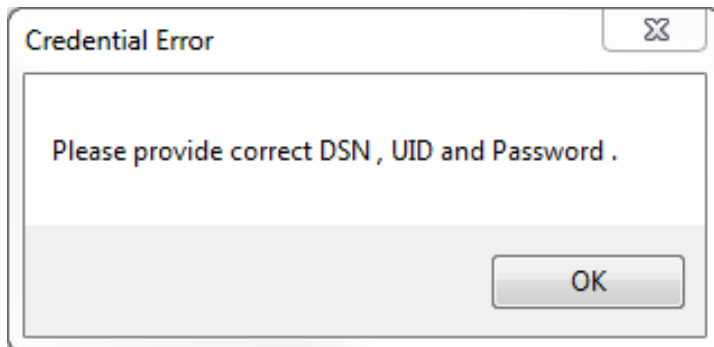 Credential Error
Please provide correct DSN , UID and Password .
OK